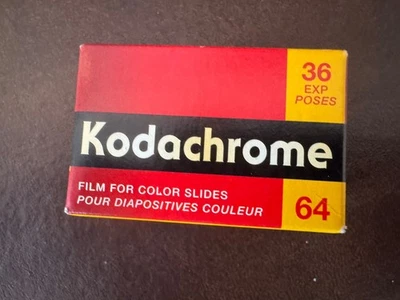 36
EXP
POSES
Kodachrome
FILM FOR COLOR SLIDES
POUR DIAPOSITIVES COULEUR
64